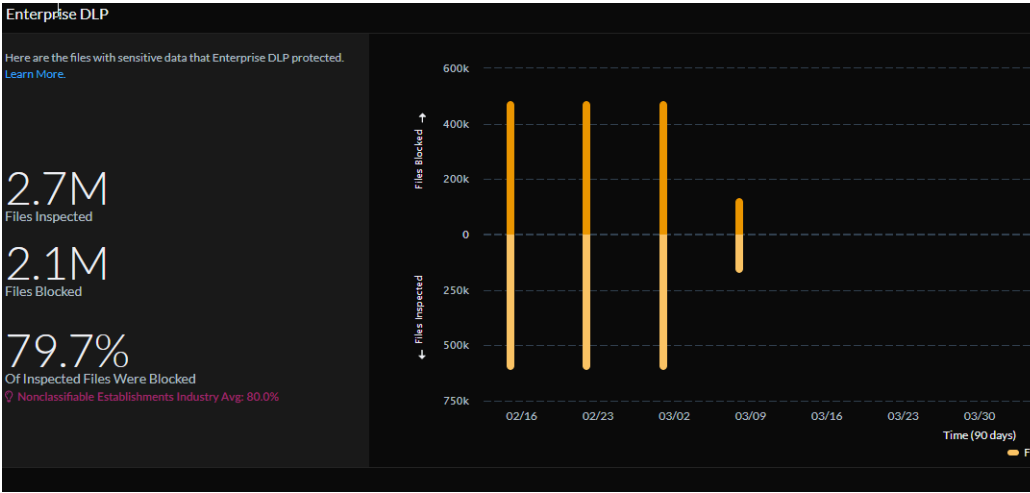 Enterprise DLP
Here are the files with sensitive data that Enterprise DLP protected.
Learn More.
2.7M
Files Inspected
2.1M
Files Blocked
79.7%
Of Inspected Files Were Blocked
Nonclassifiable Establishments Industry Avg: 80.0%
Files Blocked →
← Files Inspected
600k
400k
200k
0
250k
500k
750k
02/16 02/23 03/02 03/09 03/16 03/23 03/30
Time (90 days)
F